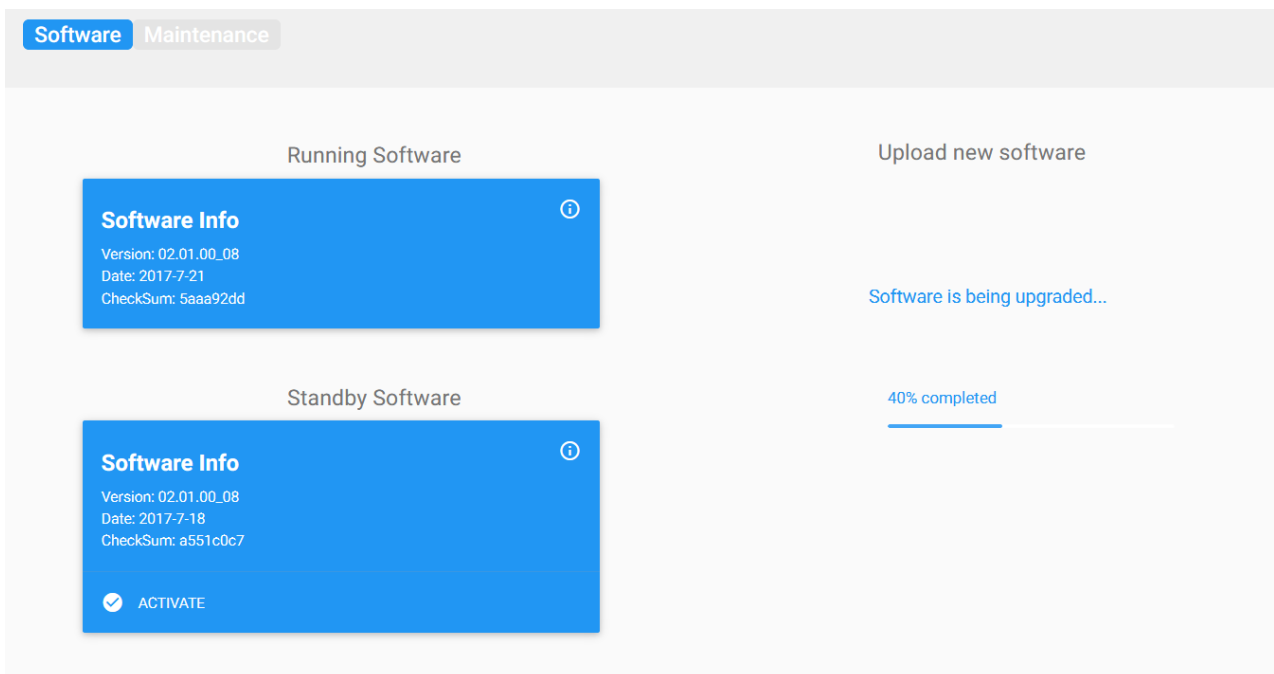 Software Maintenance
Running Software
Software Info
Version: 02.01.00_08
Date: 2017-7-21
CheckSum: 5aaa92dd
Standby Software
Software Info
Version: 02.01.00_08
Date: 2017-7-18
CheckSum: a551c0c7
ACTIVATE
Upload new software
Software is being upgraded...
40% completed